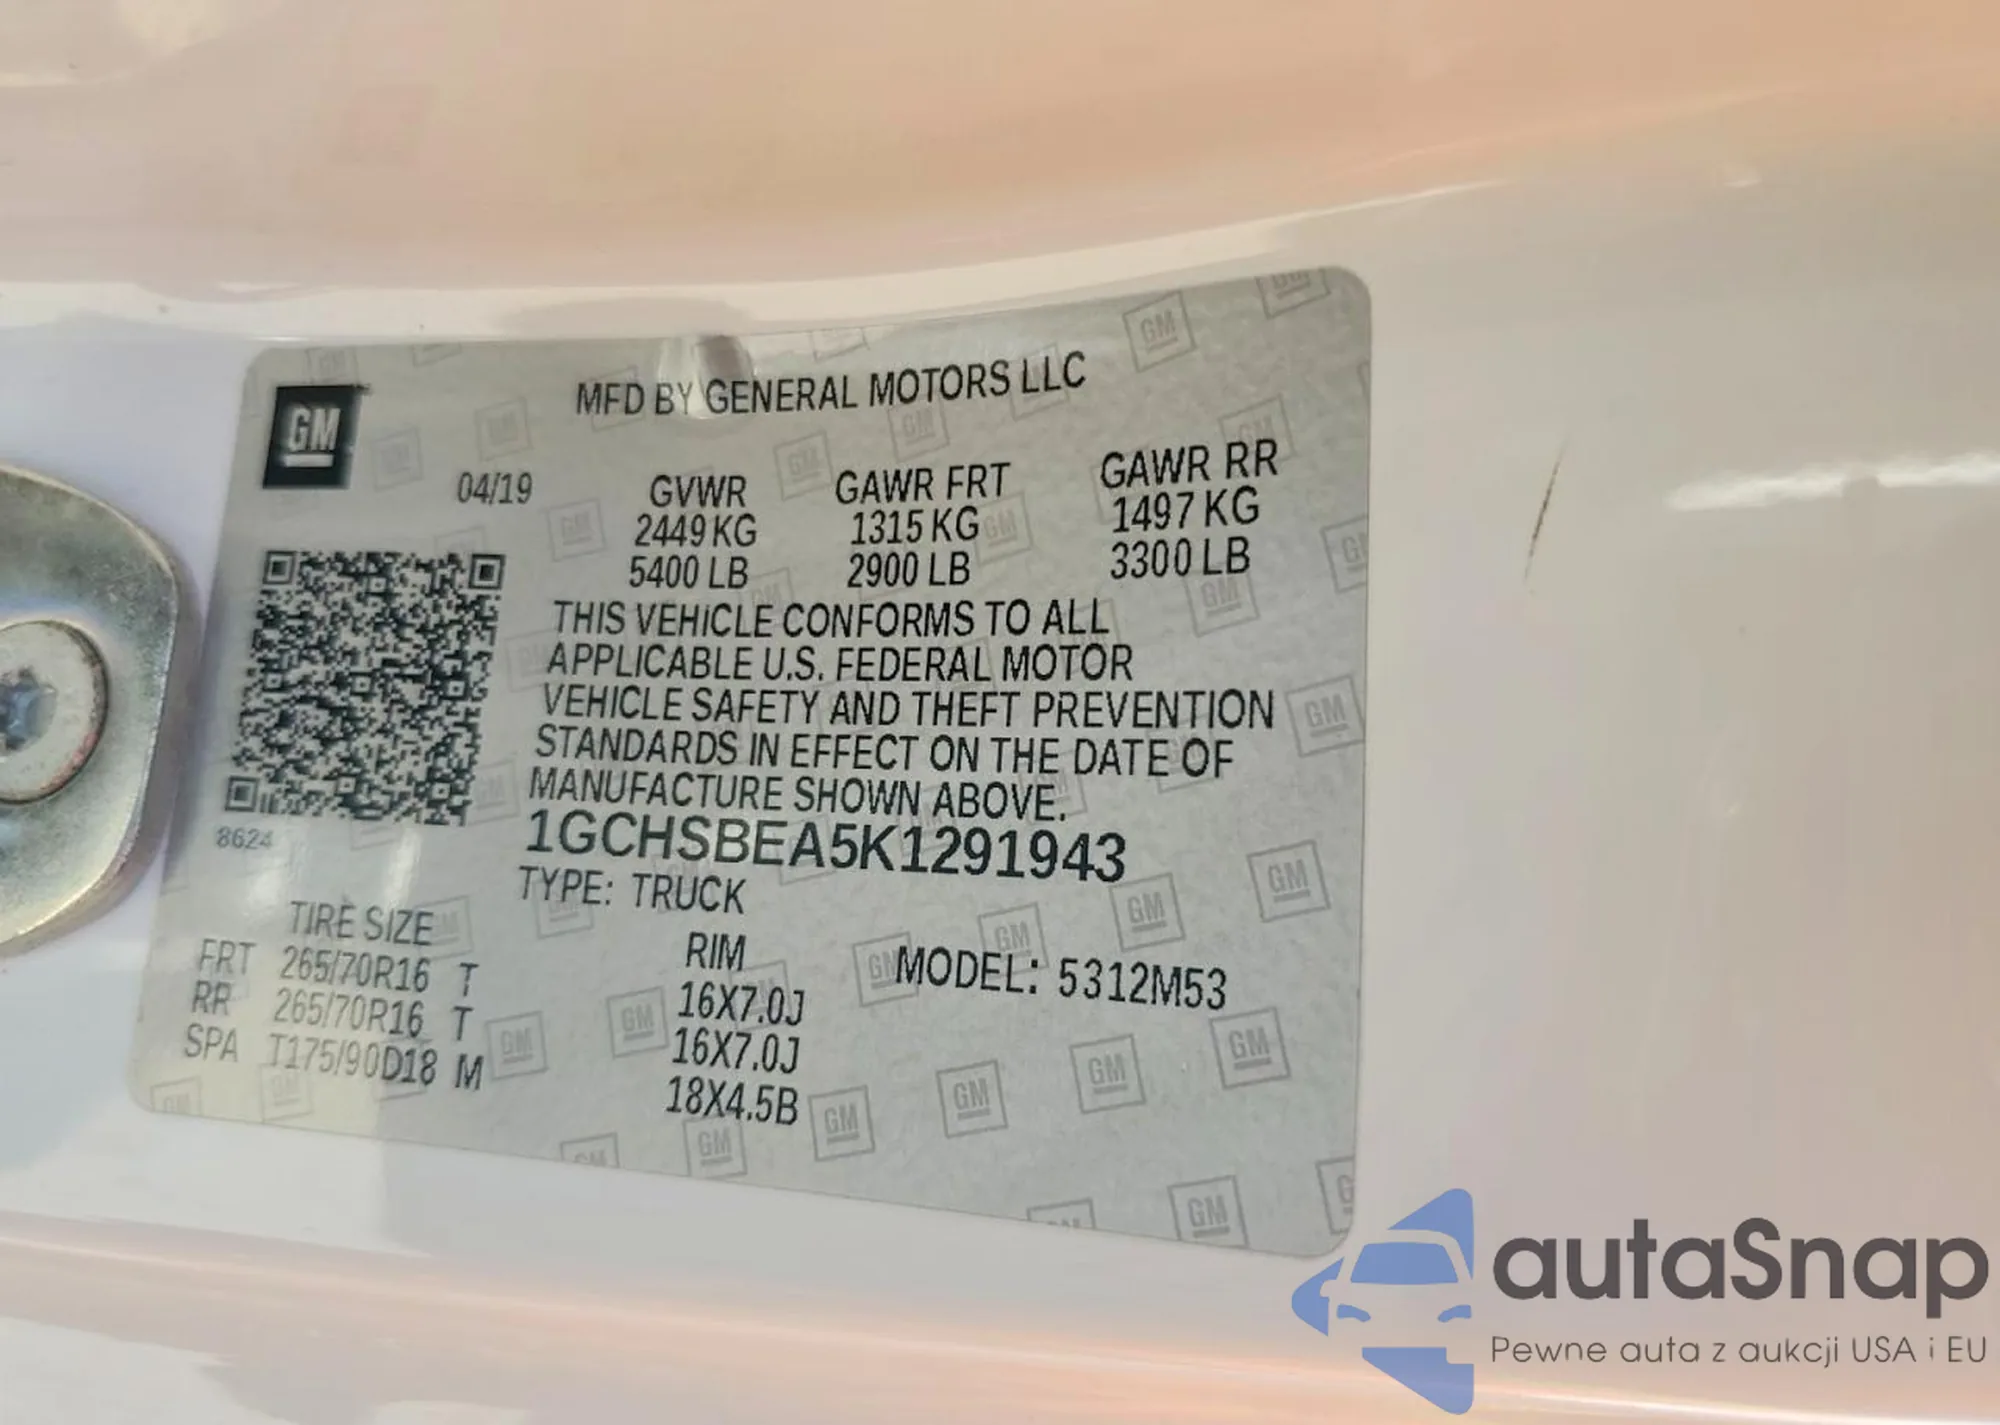 GM
MFD BY GENERAL MOTORS LLC
04/19
GVWR GAWR FRT GAWR RR
2449 KG 1315 KG 1497 KG
5400 LB 2900 LB 3300 LB
THIS VEHICLE CONFORMS TO ALL
APPLICABLE U.S. FEDERAL MOTOR
VEHICLE SAFETY AND THEFT PREVENTION
STANDARDS IN EFFECT ON THE DATE OF
MANUFACTURE SHOWN ABOVE.
8624
1GCHSBEA5K1291943
TYPE: TRUCK
TIRE SIZE RIM MODEL: 5312M53
FRT 265/70R16 T 16X7.0J
RR 265/70R16 T 16X7.0J
SPA T175/90D18 M 18X4.5B
autaSnap
Pewne auta z aukcji USA i EU